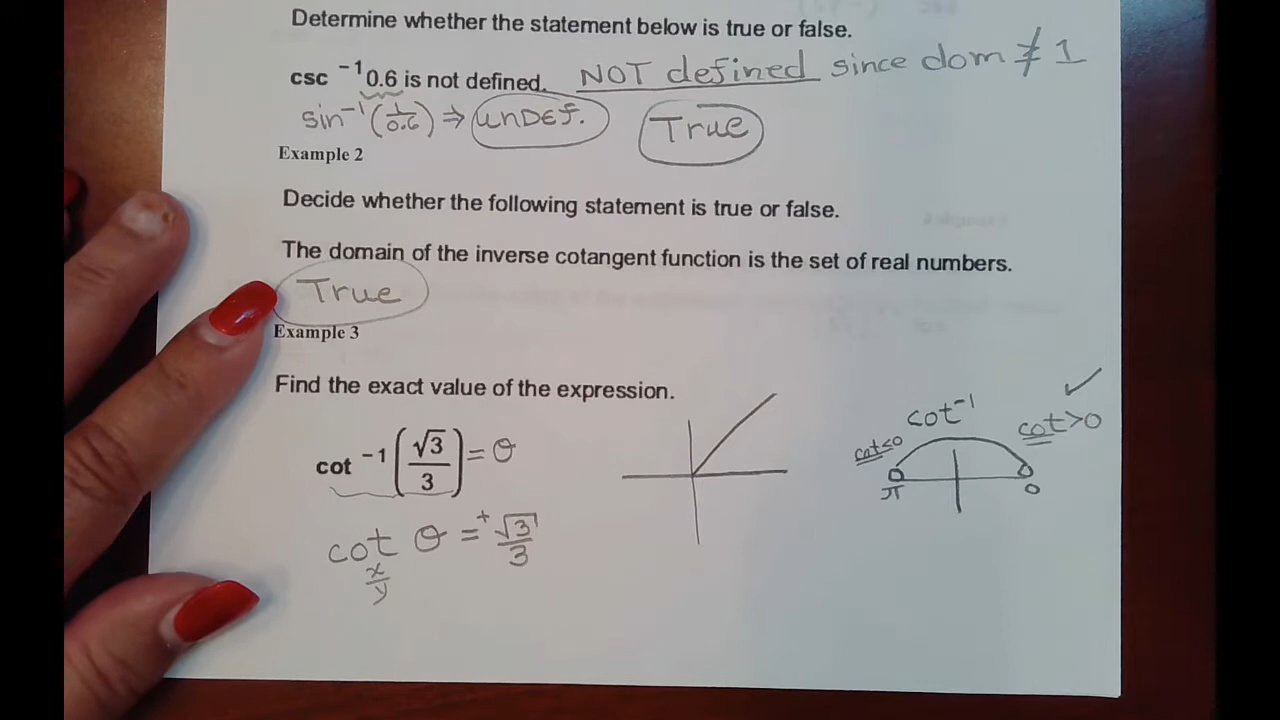 Determine whether the statement below is true or false.
csc ⁻¹ 0.6 is not defined. NOT defined since dom ≠ 1
sin⁻¹ (1/0.6) ⇒ UNDEF. True
Example 2
Decide whether the following statement is true or false.
The domain of the inverse cotangent function is the set of real numbers.
True
Example 3
Find the exact value of the expression.
cot ⁻¹ (√3/3) = θ
cot θ = +√3/3
x/y
cot⁻¹
cot<0 cot>0 ✓
π 0